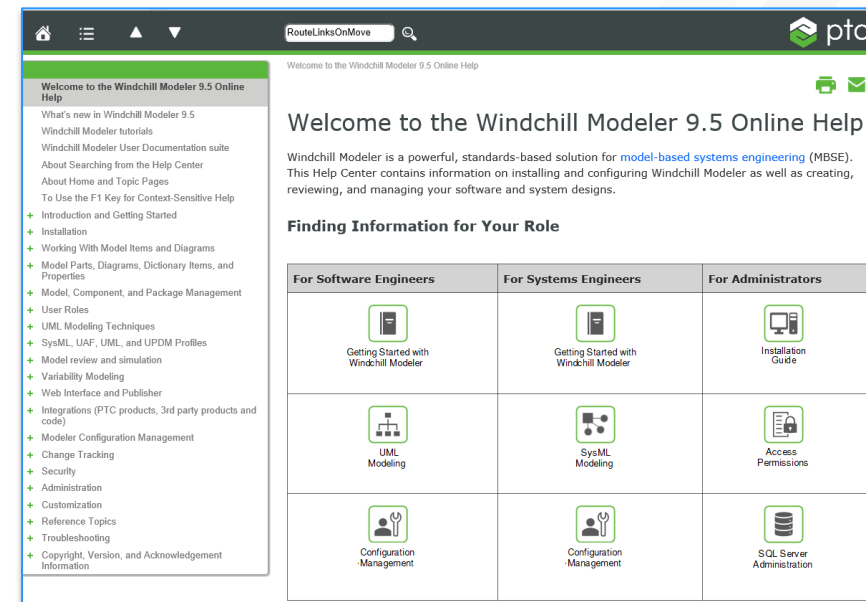 RouteLinksOnMove
ptc
Welcome to the Windchill Modeler 9.5 Online
Help
What's new in Windchill Modeler 9.5
Windchill Modeler tutorials
Windchill Modeler User Documentation suite
About Searching from the Help Center
About Home and Topic Pages
To Use the F1 Key for Context-Sensitive Help
+ Introduction and Getting Started
+ Installation
+ Working With Model Items and Diagrams
+ Model Parts, Diagrams, Dictionary Items, and
Properties
+ Model, Component, and Package Management
+ User Roles
+ UML Modeling Techniques
+ SysML, UAF, UML, and UPDM Profiles
+ Model review and simulation
+ Variability Modeling
+ Web Interface and Publisher
+ Integrations (PTC products, 3rd party products and
code)
+ Modeler Configuration Management
+ Change Tracking
+ Security
+ Administration
+ Customization
+ Reference Topics
+ Troubleshooting
+ Copyright, Version, and Acknowledgement
Information
Welcome to the Windchill Modeler 9.5 Online Help
Welcome to the Windchill Modeler 9.5 Online Help
Windchill Modeler is a powerful, standards-based solution for model-based systems engineering (MBSE).
This Help Center contains information on installing and configuring Windchill Modeler as well as creating,
reviewing, and managing your software and system designs.
Finding Information for Your Role
For Software Engineers
For Systems Engineers
For Administrators
Getting Started with
Windchill Modeler
Getting Started with
Windchill Modeler
Installation
Guide
UML
Modeling
SysML
Modeling
Access
Permissions
Configuration
·Management
Configuration
·Management
SQL Server
Administration